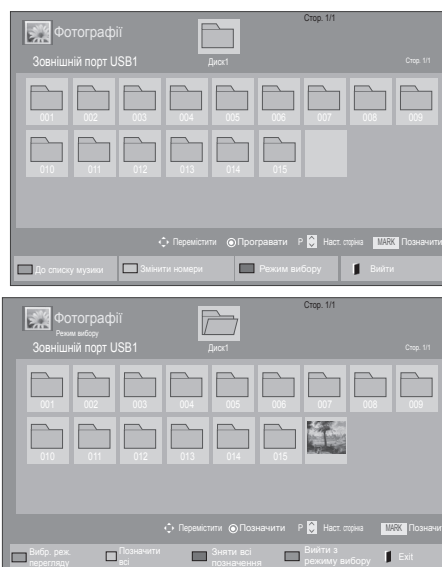 Стор. 1/1
Фотографії
Зовнішній порт USB1
Диск1
Стор. 1/1
001 002 003 004 005 006 007 008 009
010 011 012 013 014 015
Перемістити Програвати P Наст. сторінка MARK Позначити
До списку музики Змінити номери Режим вибору Вийти
Стор. 1/1
Фотографії
Режим вибору
Зовнішній порт USB1
Диск1
Стор. 1/1
001 002 003 004 005 006 007 008 009
010 011 012 013 014 015
Перемістити Позначити P Наст. сторінка MARK Позначи
Вибр. реж. перегляду
Позначити всі
Зняти всі позначення
Вийти з режиму вибору
Exit